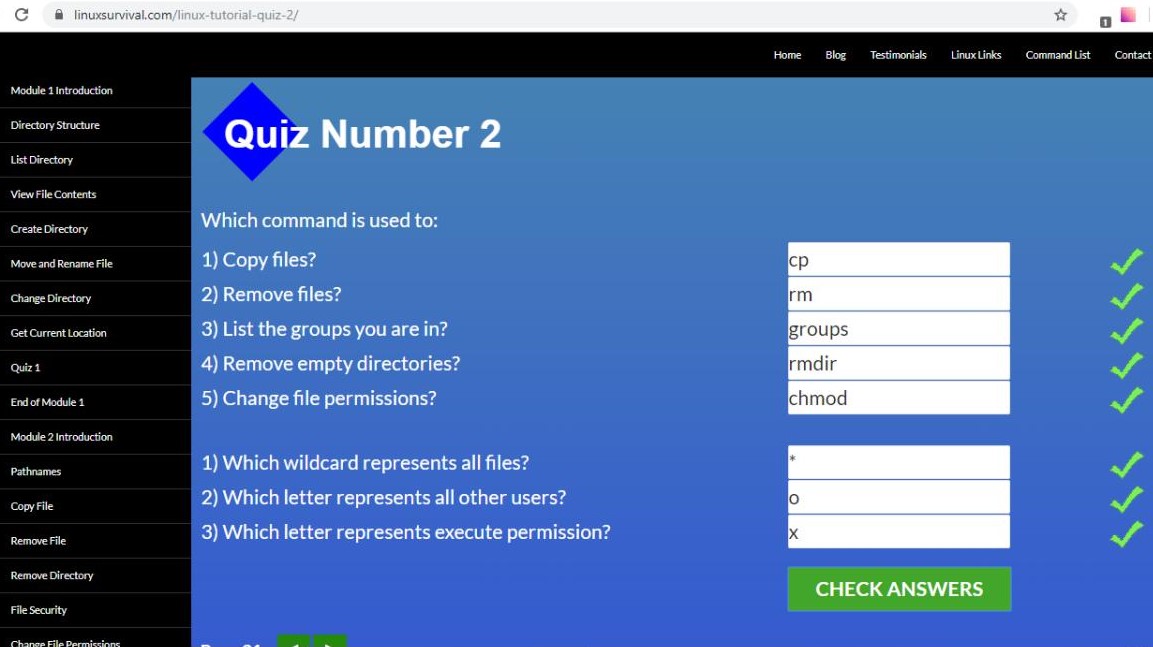 linuxsurvival.com/linux-tutorial-quiz-2/
1
Home Blog Testimonials Linux Links Command List Contact
Module 1 Introduction
Directory Structure
List Directory
View File Contents
Create Directory
Move and Rename File
Change Directory
Get Current Location
Quiz 1
End of Module 1
Module 2 Introduction
Pathnames
Copy File
Remove File
Remove Directory
File Security
Change File Permissions
Quiz Number 2
Which command is used to:
1) Copy files? cp
2) Remove files? rm
3) List the groups you are in? groups
4) Remove empty directories? rmdir
5) Change file permissions? chmod
1) Which wildcard represents all files? *
2) Which letter represents all other users? o
3) Which letter represents execute permission? x
CHECK ANSWERS